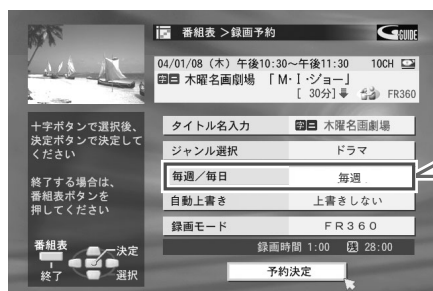 番組表 >録画予約
G GUIDE
04/01/08 (木) 午後10:30~午後11:30 10CH
字日 木曜名画劇場 「M・I・ジョー」
[ 30分] FR360
十字ボタンで選択後、
決定ボタンで決定して
ください
終了する場合は、
番組表ボタンを
押してください
番組表
決定
終了
選択
タイトル名入力 字日 木曜名画劇場
ジャンル選択 ドラマ
毎週/毎日 毎週
自動上書き 上書きしない
録画モード FR360
録画時間 1:00 残 28:00
予約決定